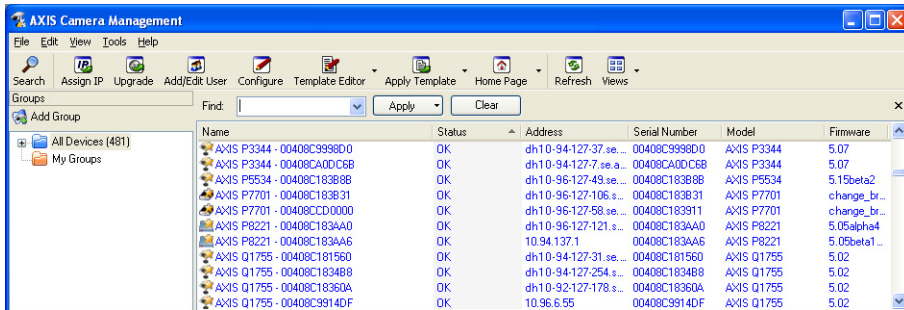 AXIS Camera Management
File Edit View Tools Help
Search Assign IP Upgrade Add/Edit User Configure Template Editor Apply Template Home Page Refresh Views
Groups
Find: Apply Clear
Add Group
Name Status Address Serial Number Model Firmware
All Devices (481)
My Groups
AXIS P3344 - 00408C9998D0 OK dh10-94-127-37.se.... 00408C9998D0 AXIS P3344 5.07
AXIS P3344 - 00408CA0DC6B OK dh10-94-127-7.se.a... 00408CA0DC6B AXIS P3344 5.07
AXIS P5534 - 00408C183B8B OK dh10-96-127-49.se.... 00408C183B8B AXIS P5534 5.15beta2
AXIS P7701 - 00408C183B31 OK dh10-96-127-106.s... 00408C183B31 AXIS P7701 change_br...
AXIS P7701 - 00408CCD0000 OK dh10-96-127-58.se.... 00408C183911 AXIS P7701 change_br...
AXIS P8221 - 00408C183AA0 OK dh10-96-127-121.s... 00408C183AA0 AXIS P8221 5.05alpha4
AXIS P8221 - 00408C183AA6 OK 10.94.137.1 00408C183AA6 AXIS P8221 5.05beta1...
AXIS Q1755 - 00408C181560 OK dh10-94-127-31.se.... 00408C181560 AXIS Q1755 5.02
AXIS Q1755 - 00408C1834B8 OK dh10-94-127-254.s... 00408C1834B8 AXIS Q1755 5.02
AXIS Q1755 - 00408C18360A OK dh10-92-127-178.s... 00408C18360A AXIS Q1755 5.02
AXIS Q1755 - 00408C9914DF OK 10.96.6.55 00408C9914DF AXIS Q1755 5.02